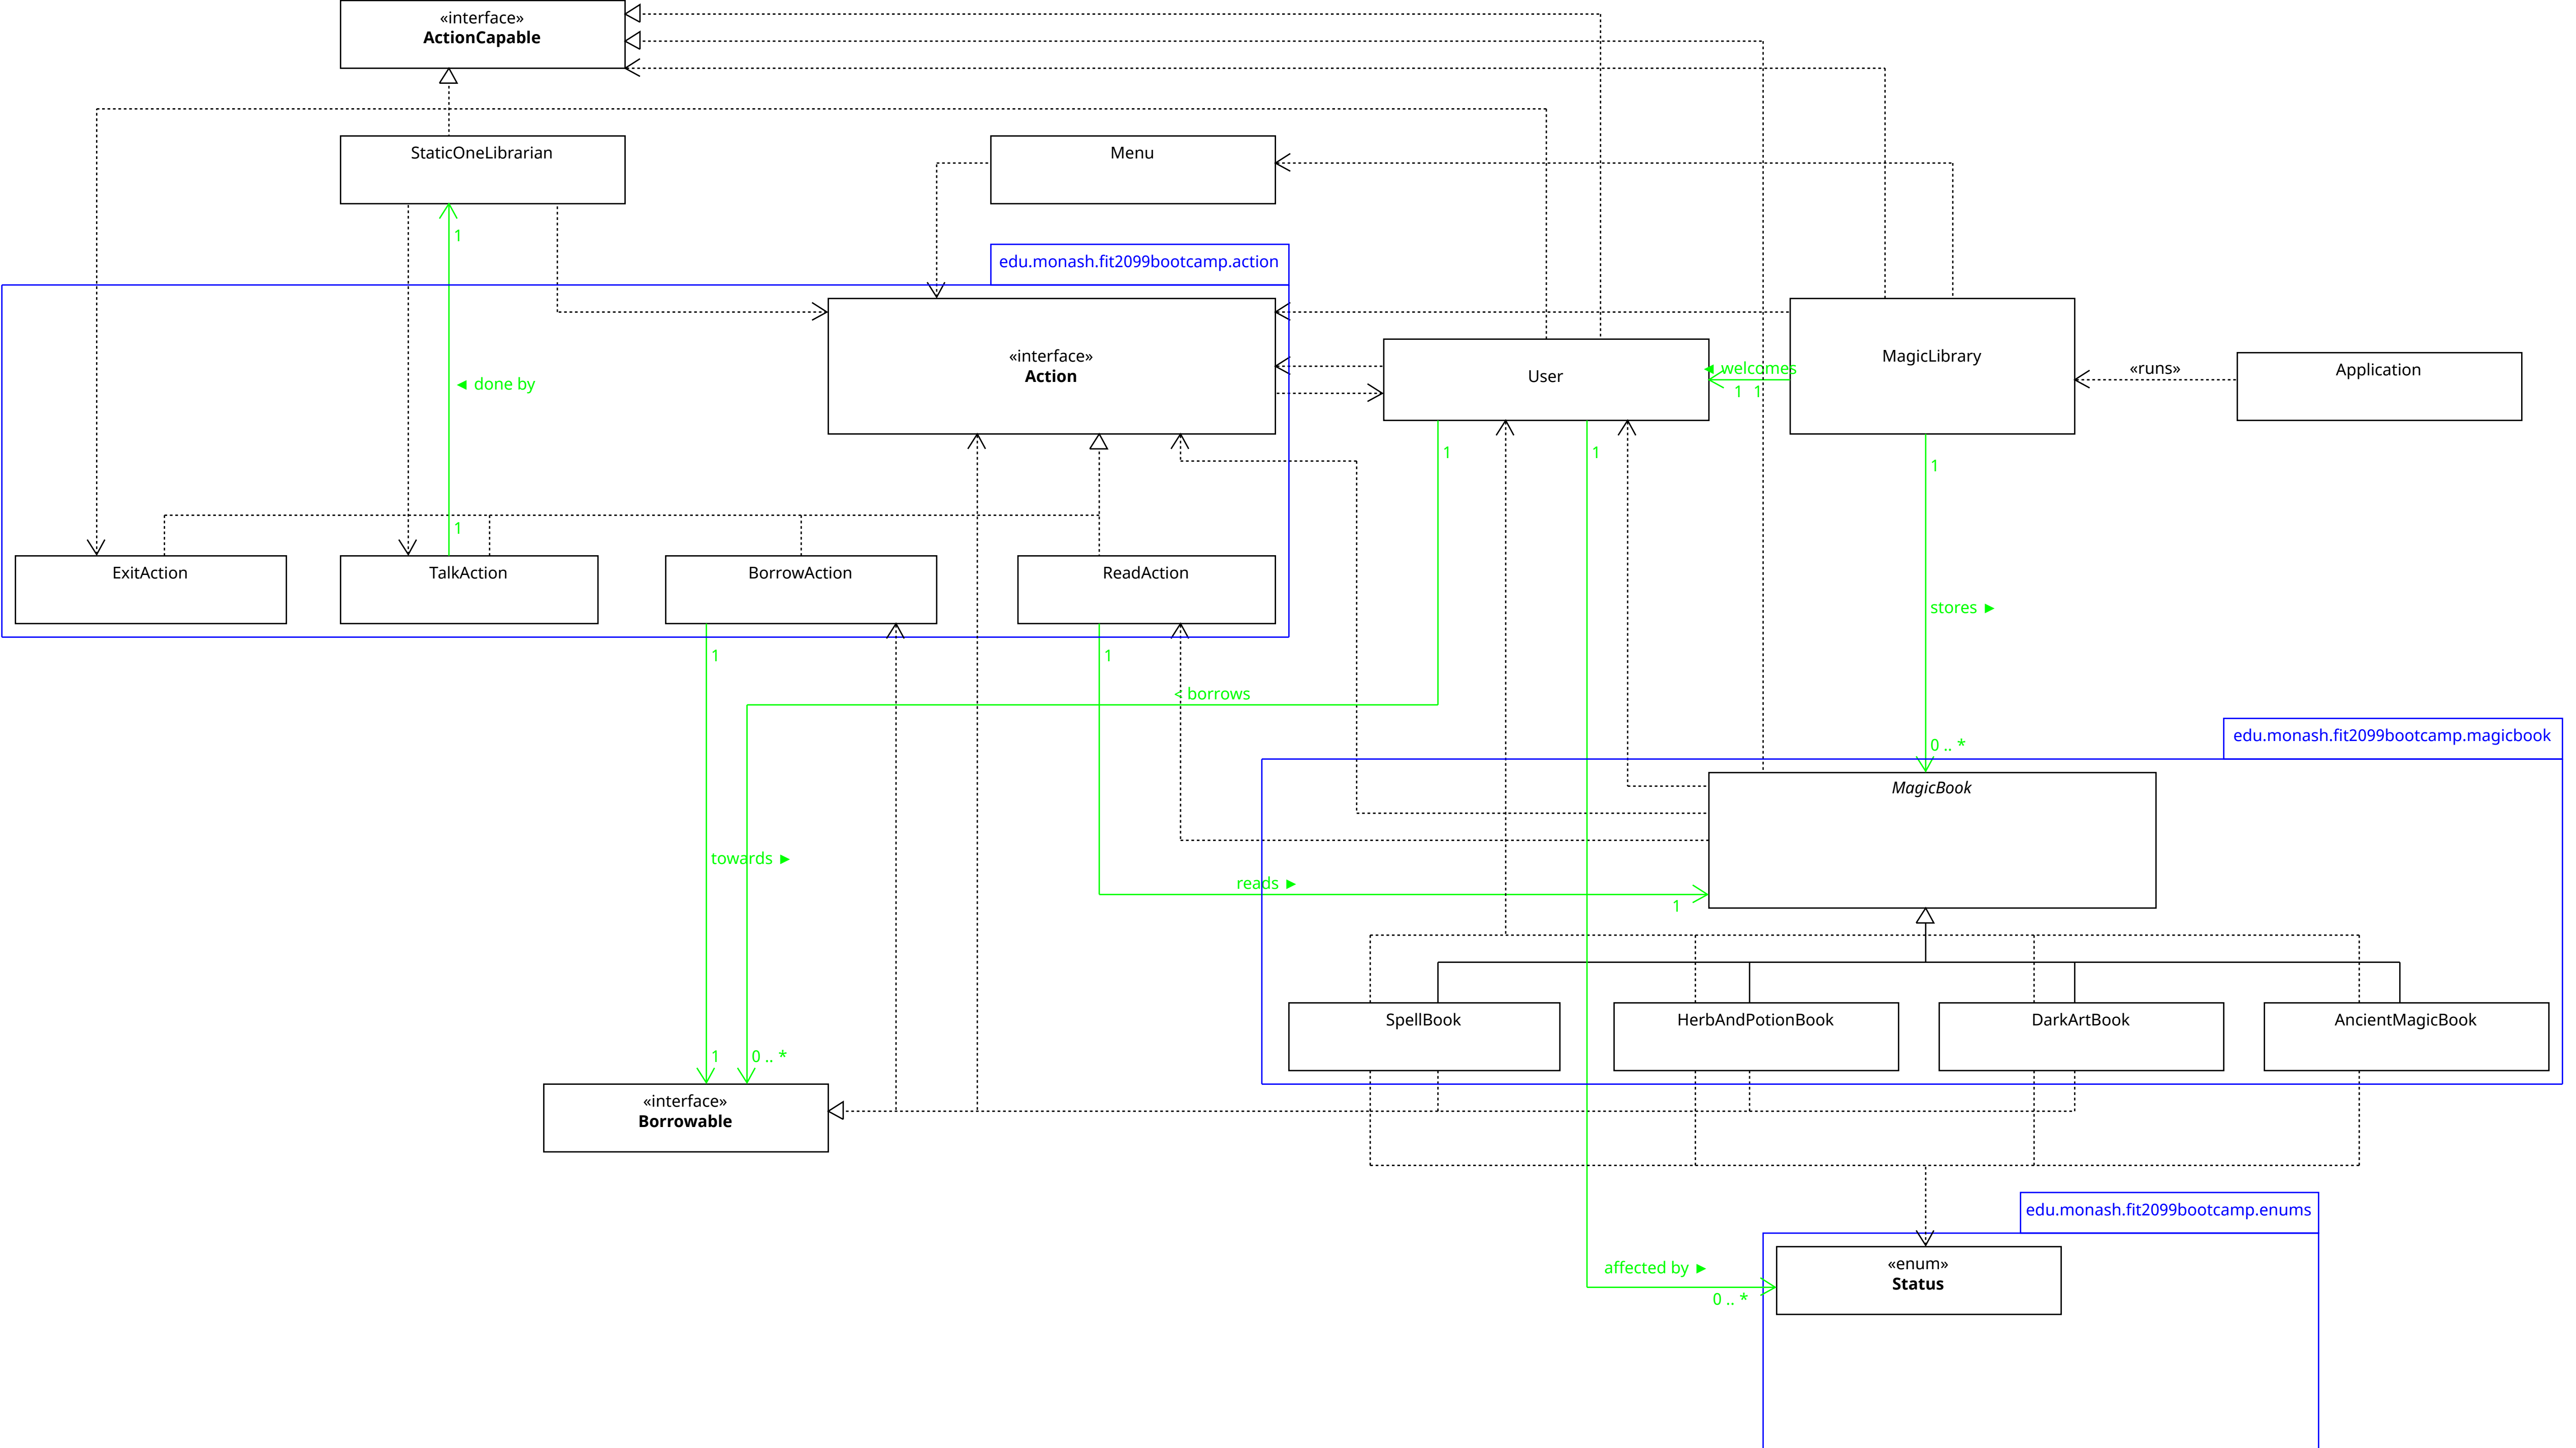 «interface»
ActionCapable
StaticOneLibrarian
Menu
1
edu.monash.fit2099bootcamp.action
«interface»
Action
◄ done by
User
◄ welcomes
1 1
MagicLibrary
«runs»
Application
1
1
1
1
ExitAction
TalkAction
BorrowAction
ReadAction
stores ►
1
1
< borrows
edu.monash.fit2099bootcamp.magicbook
0 .. *
MagicBook
towards ►
reads ►
1
SpellBook
HerbAndPotionBook
DarkArtBook
AncientMagicBook
1
0 .. *
«interface»
Borrowable
edu.monash.fit2099bootcamp.enums
affected by ►
0 .. *
«enum»
Status